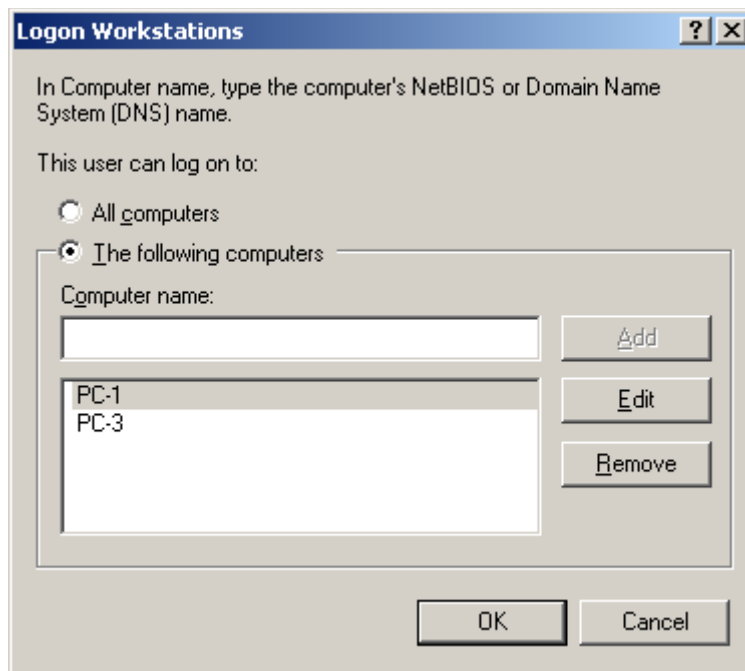 Logon Workstations
In Computer name, type the computer's NetBIOS or Domain Name
System (DNS) name.
This user can log on to:
All computers
The following computers
Computer name:
Add
PC-1
PC-3
Edit
Remove
OK
Cancel